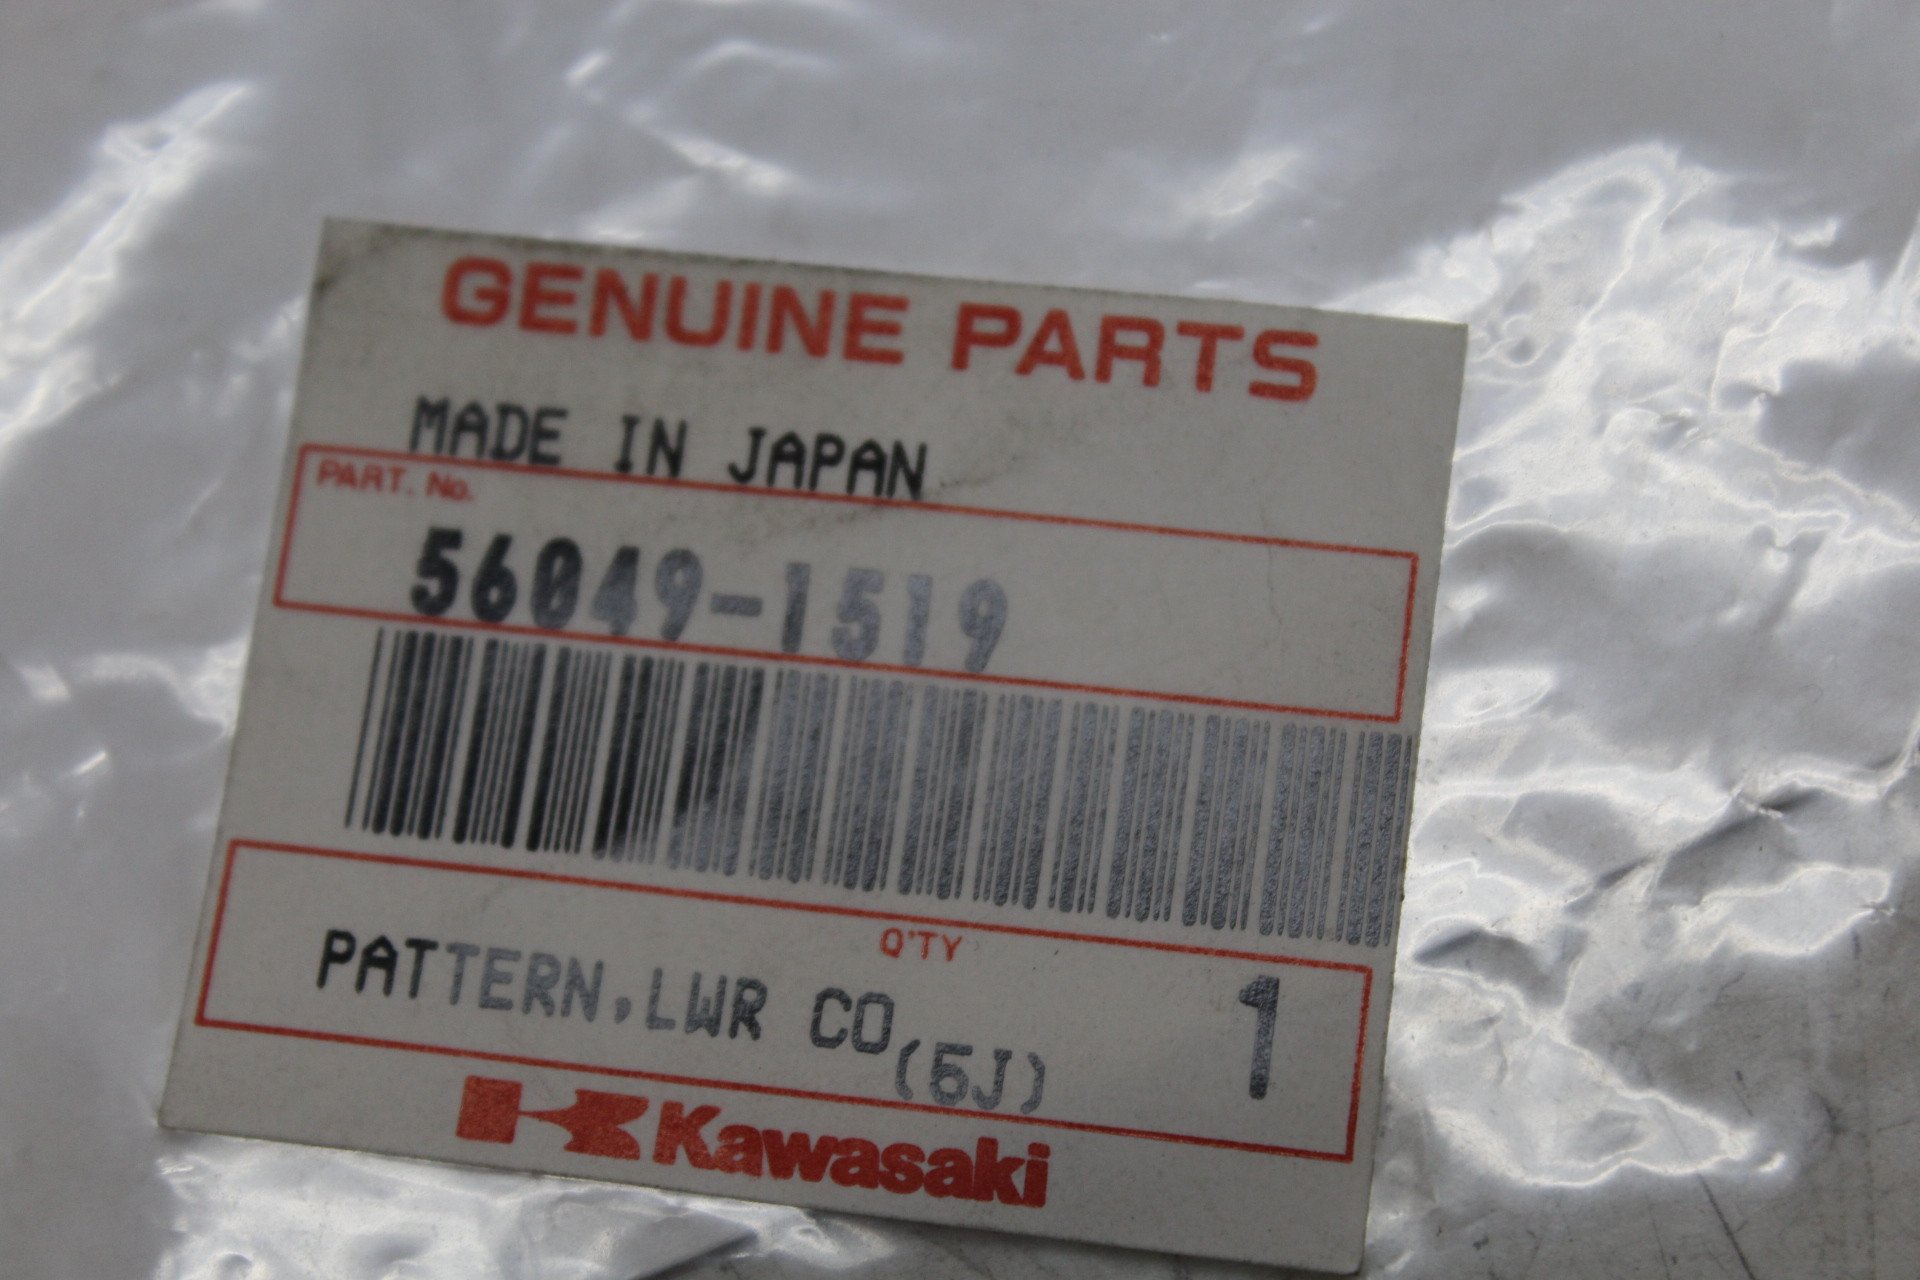 GENUINE PARTS
MADE IN JAPAN
PART. No.
56049-1519
Q'TY
PATTERN,LWR CO 1
(5J)
Kawasaki